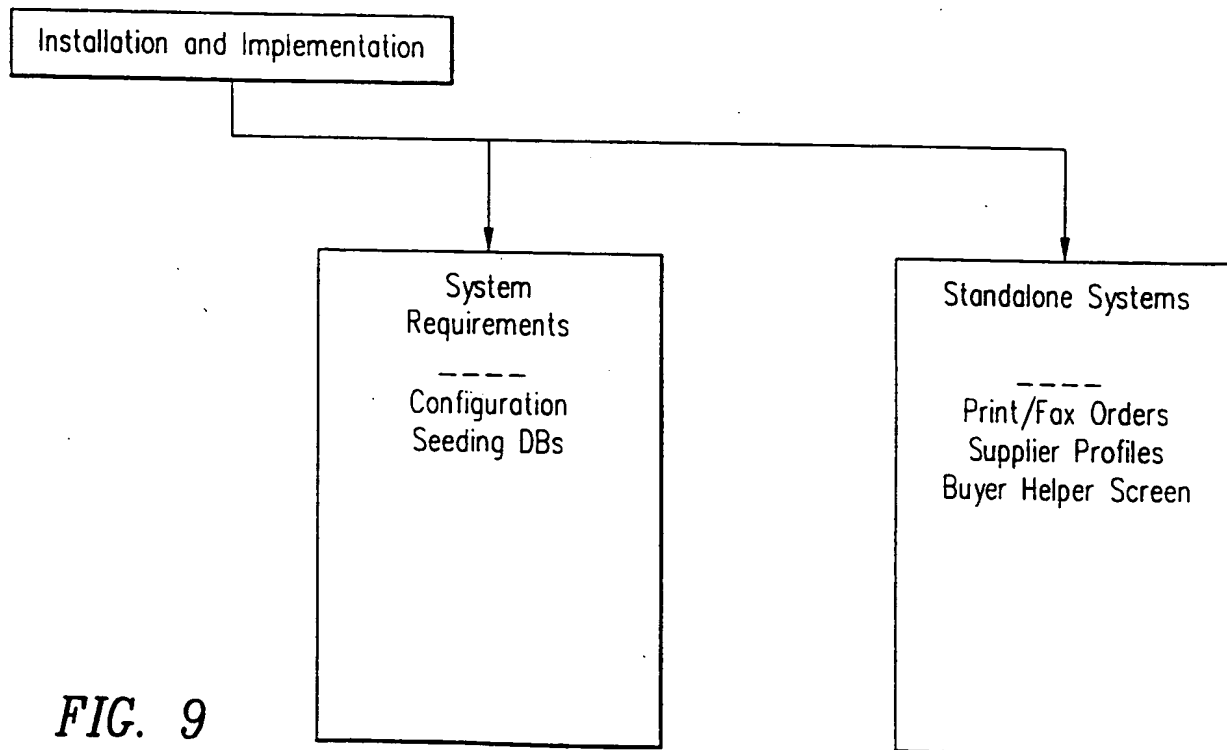 Installation and Implementation
System
Requirements
----
Configuration
Seeding DBs
Standalone Systems
----
Print/Fax Orders
Supplier Profiles
Buyer Helper Screen
FIG. 9